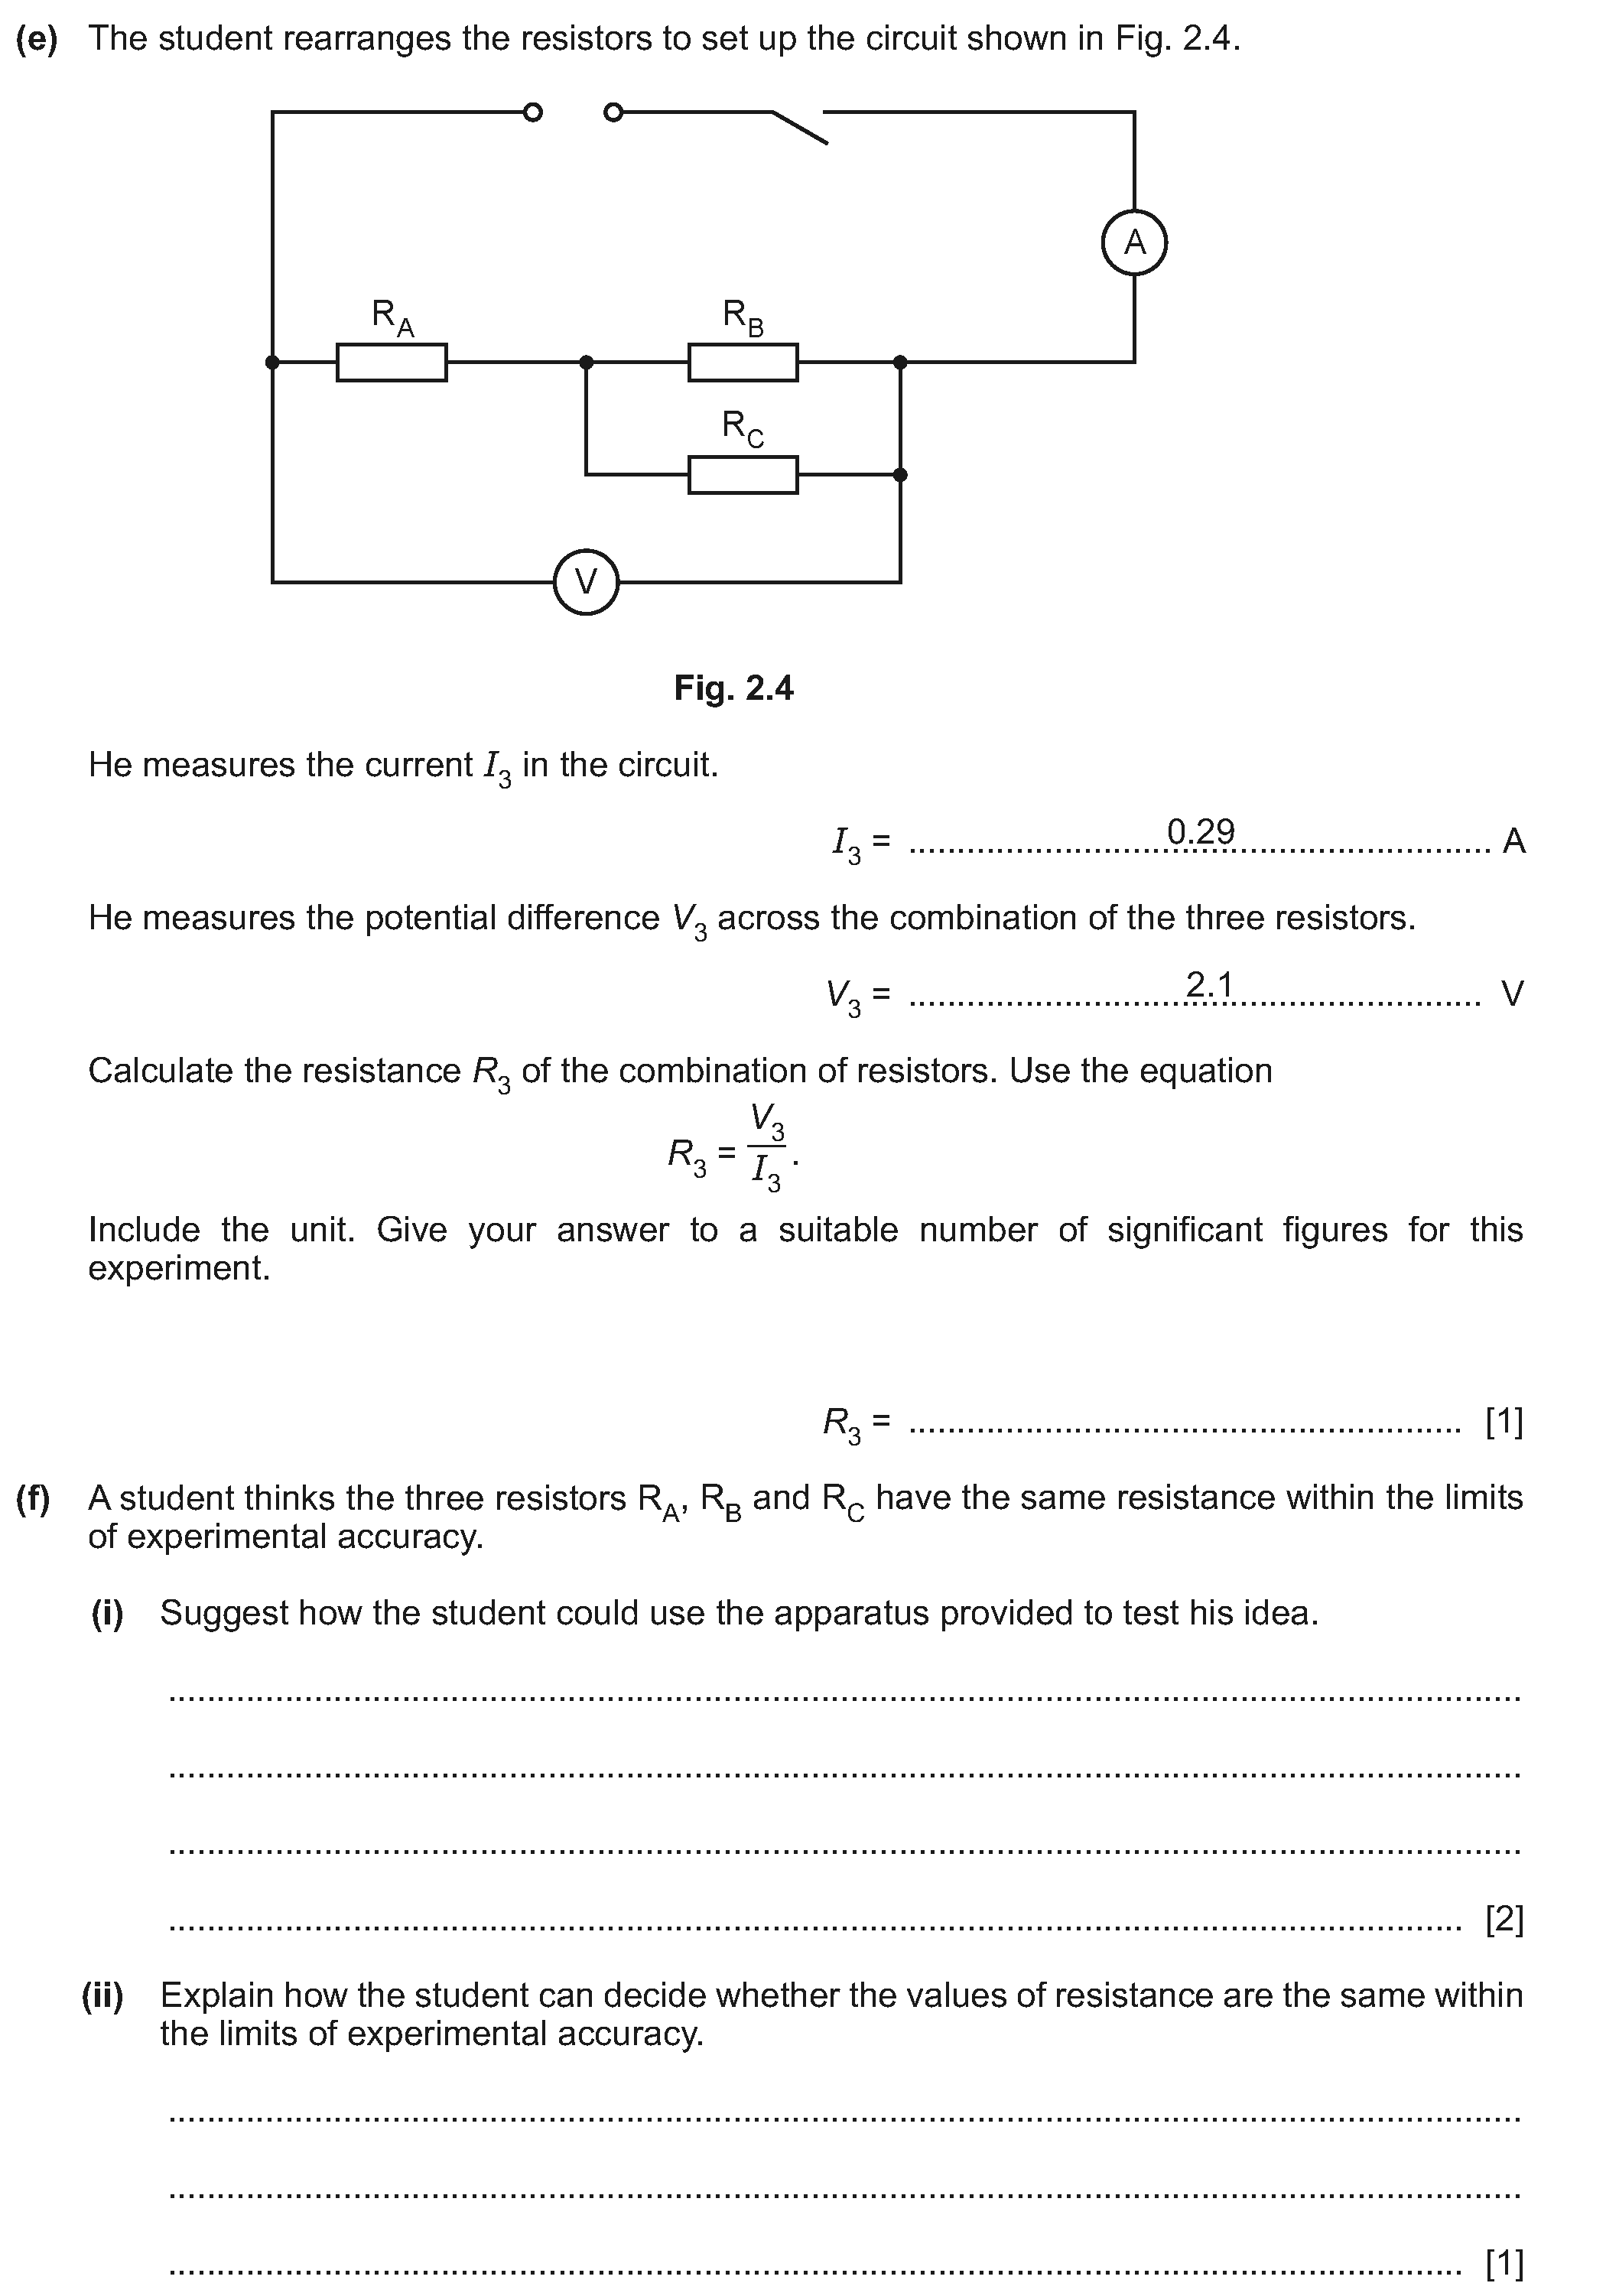 (e) The student rearranges the resistors to set up the circuit shown in Fig. 2.4.
A
R_A
R_B
R_C
V
Fig. 2.4
He measures the current I_3 in the circuit.
I_3 = ............ 0.29 ............ A
He measures the potential difference V_3 across the combination of the three resistors.
V_3 = ............ 2.1 ............ V
Calculate the resistance R_3 of the combination of resistors. Use the equation
R_3 = V_3 / I_3 .
Include the unit. Give your answer to a suitable number of significant figures for this
experiment.
R_3 = ............ [1]
(f) A student thinks the three resistors R_A, R_B and R_C have the same resistance within the limits
of experimental accuracy.
(i) Suggest how the student could use the apparatus provided to test his idea.
............
............
............
............ [2]
(ii) Explain how the student can decide whether the values of resistance are the same within
the limits of experimental accuracy.
............
............
............ [1]